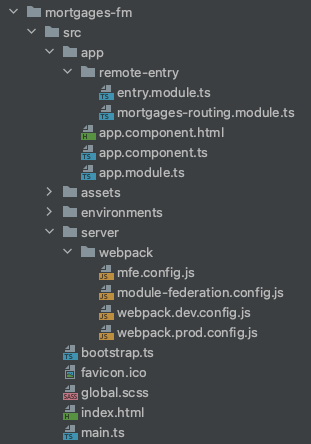 mortgages-fm
src
app
remote-entry
entry.module.ts
mortgages-routing.module.ts
app.component.html
app.component.ts
app.module.ts
assets
environments
server
webpack
mfe.config.js
module-federation.config.js
webpack.dev.config.js
webpack.prod.config.js
bootstrap.ts
favicon.ico
global.scss
index.html
main.ts